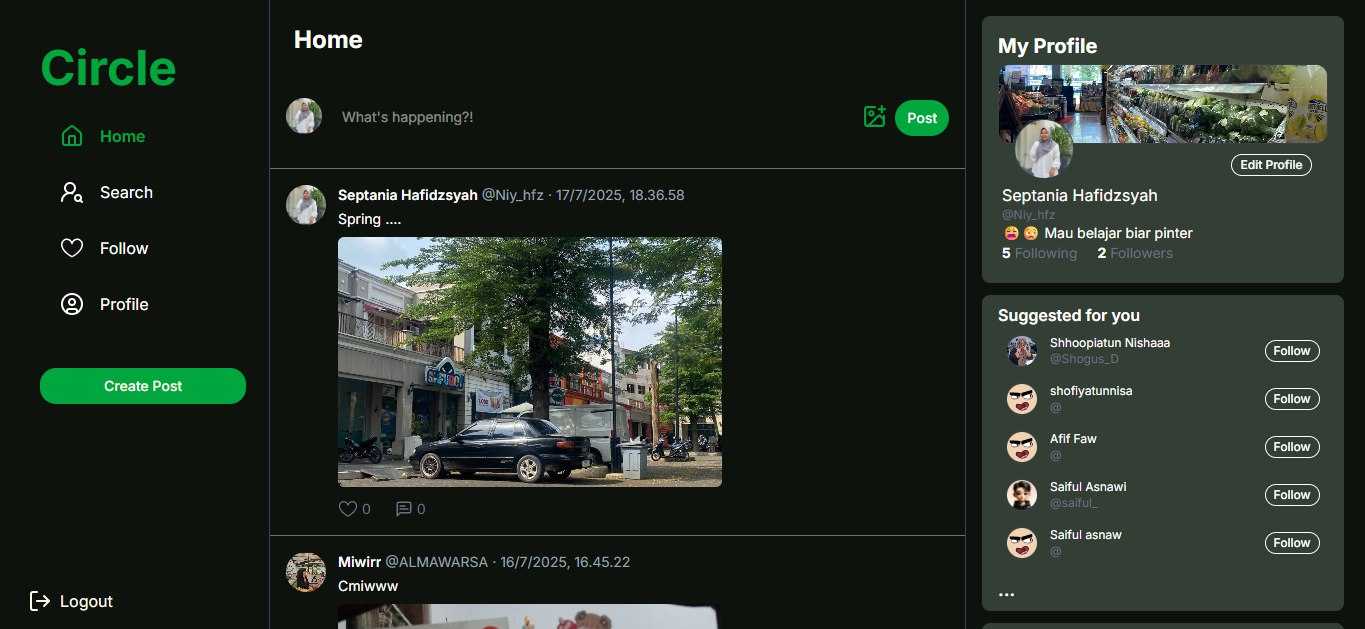 Circle
Home
Search
Follow
Profile
Create Post
Logout
Home
What's happening?!
Post
Septania Hafidzsyah @Niy_hfz · 17/7/2025, 18.36.58
Spring ....
0 0
Miwirr @ALMAWARSA · 16/7/2025, 16.45.22
Cmiwww
My Profile
Edit Profile
Septania Hafidzsyah
@Niy_hfz
😩 😳 Mau belajar biar pinter
5 Following 2 Followers
Suggested for you
Shhoopiatun Nishaaa
@Shogus_D
Follow
shofiyatunnisa
@
Follow
Afif Faw
@
Follow
Saiful Asnawi
@saiful_
Follow
Saiful asnaw
@
Follow
...